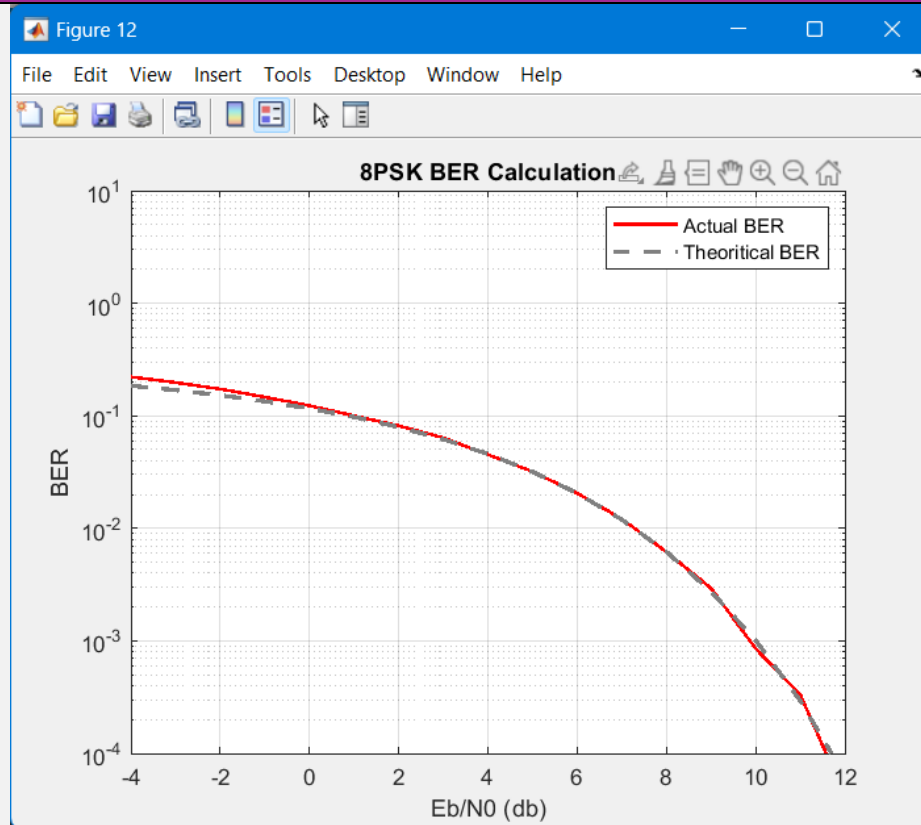 Figure 12
File Edit View Insert Tools Desktop Window Help
8PSK BER Calculation
Actual BER
Theoritical BER
10^1
10^0
10^-1
10^-2
10^-3
10^-4
BER
-4 -2 0 2 4 6 8 10 12
Eb/N0 (db)